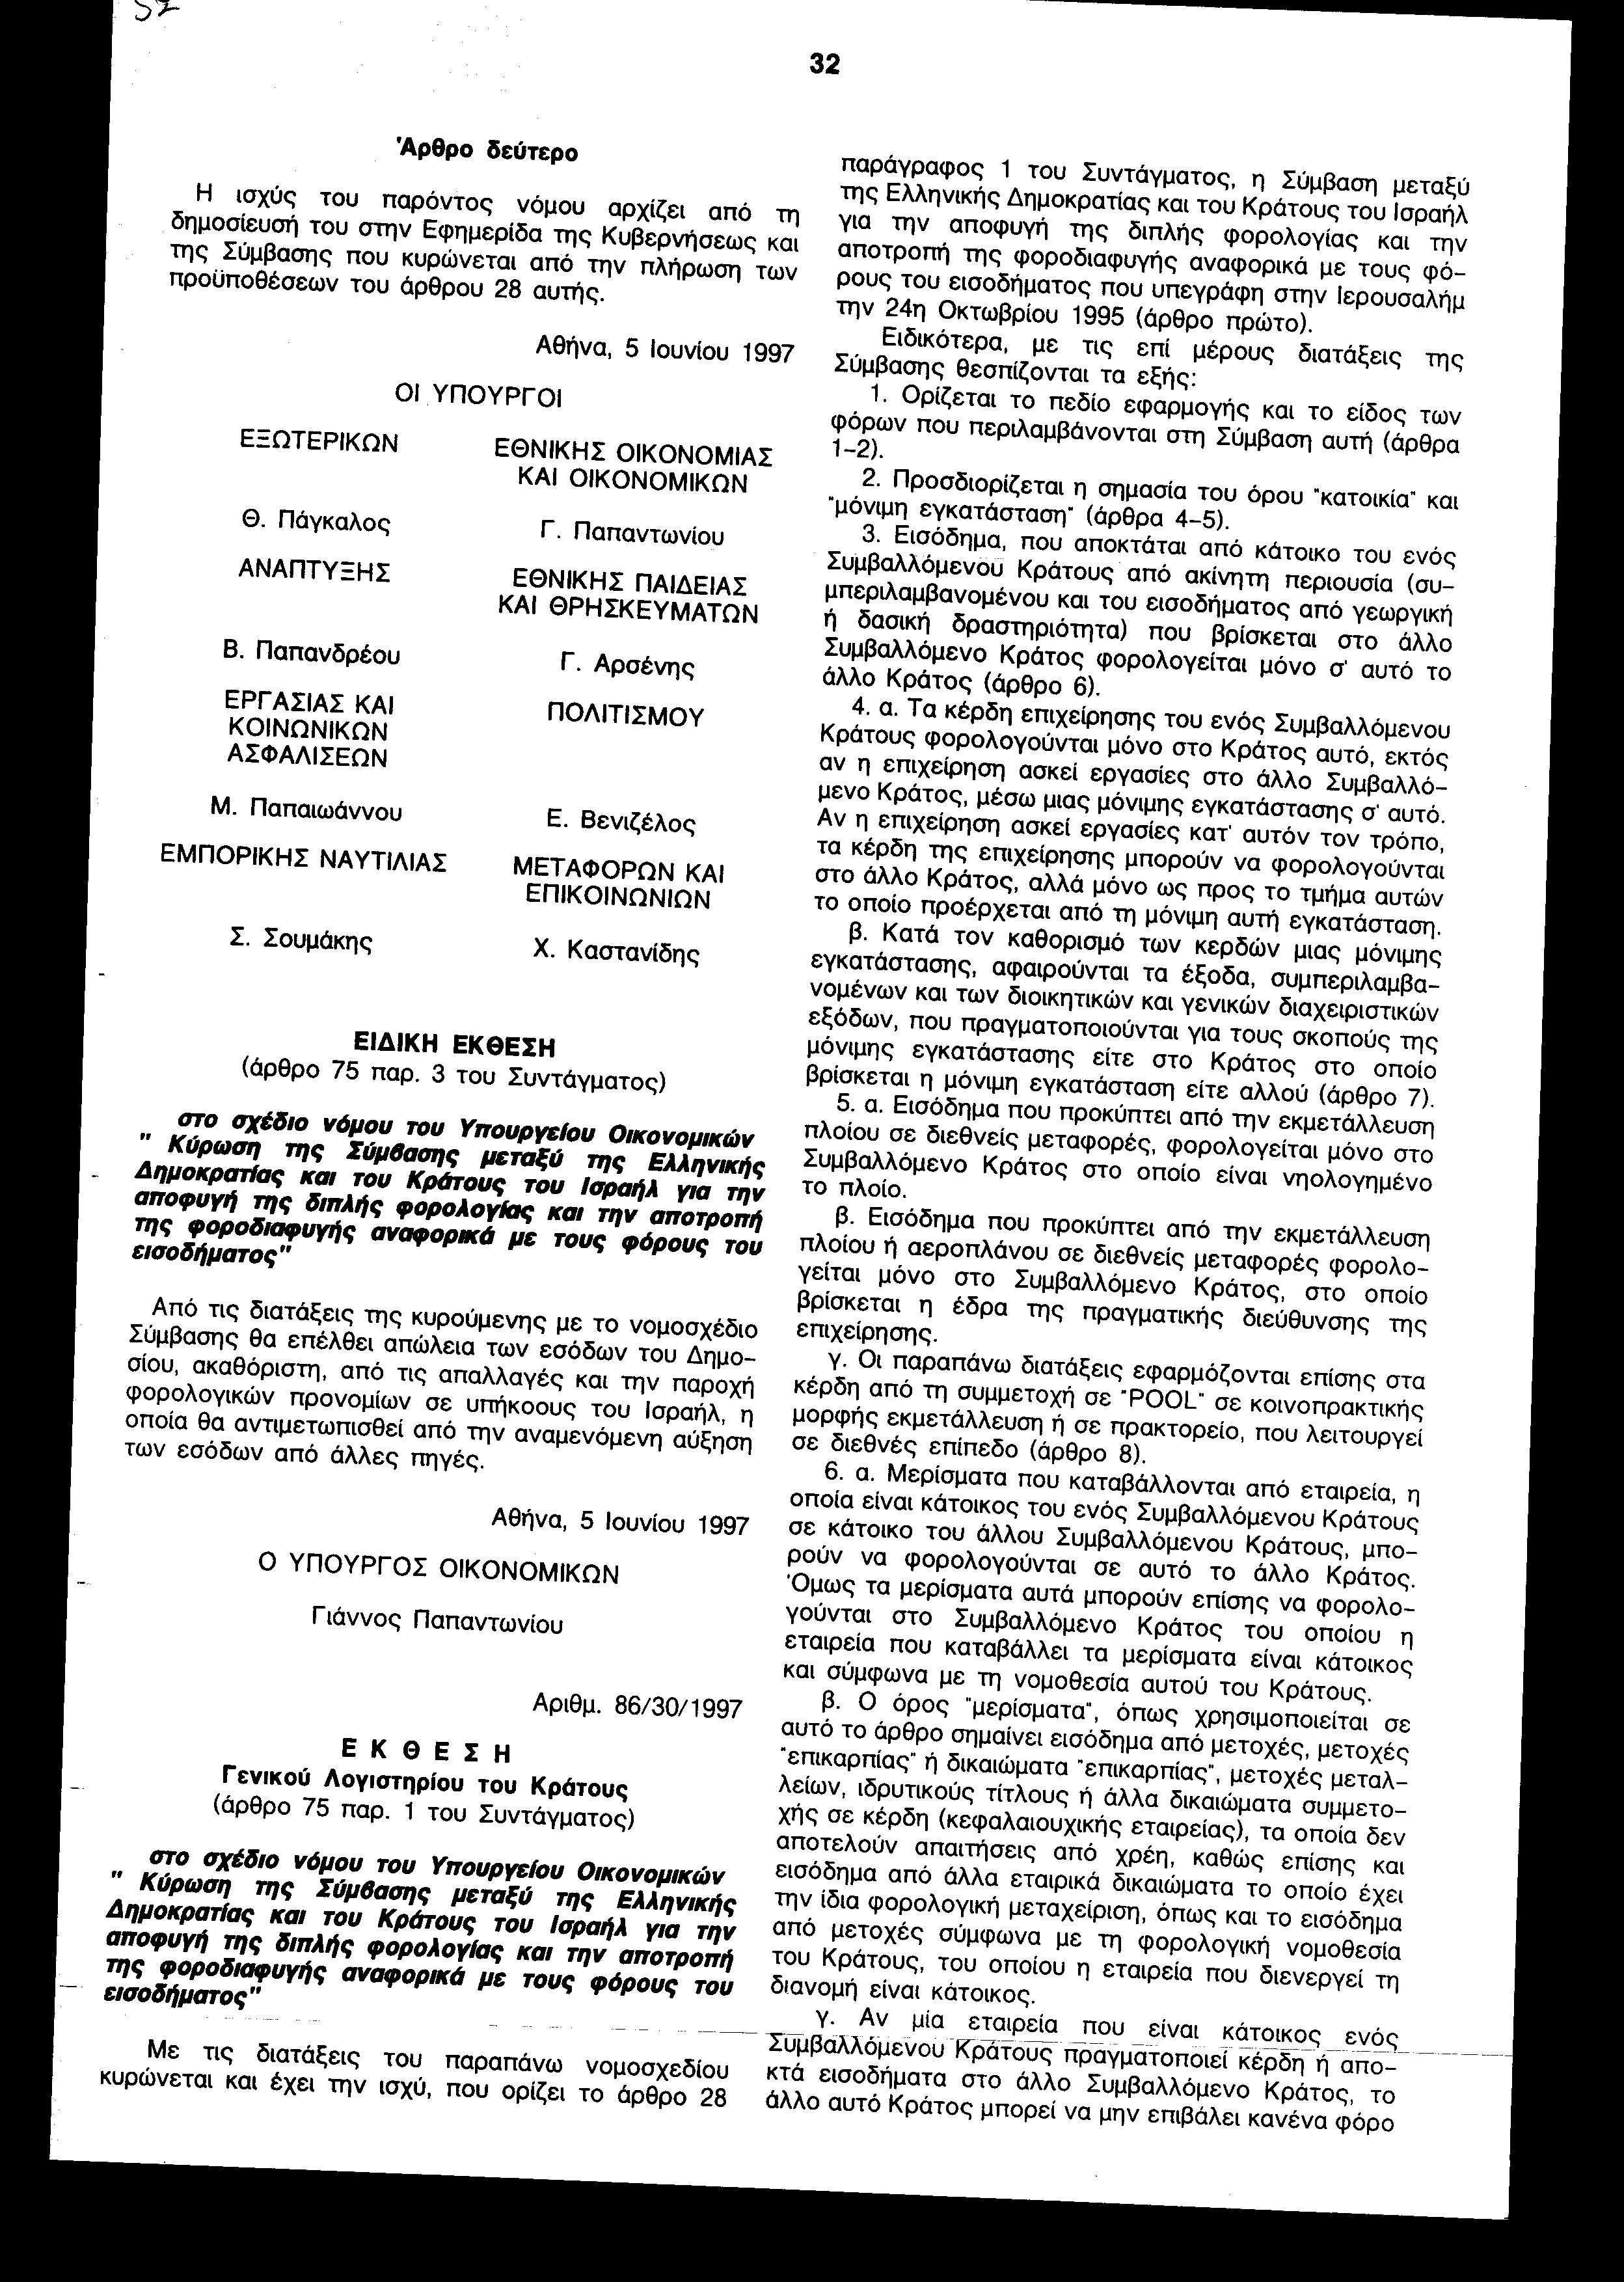 32
Άρθρο δεύτερο
Η ισχύς του παρόντος νόμου αρχίζει από τη
δημοσίευσή του στην Εφημερίδα της Κυβερνήσεως και
της Σύμβασης που κυρώνεται από την πλήρωση των
προϋποθέσεων του άρθρου 28 αυτής.
Αθήνα, 5 Ιουνίου 1997
ΟΙ ΥΠΟΥΡΓΟΙ
ΕΞΩΤΕΡΙΚΩΝ
ΕΘΝΙΚΗΣ ΟΙΚΟΝΟΜΙΑΣ
ΚΑΙ ΟΙΚΟΝΟΜΙΚΩΝ
Θ. Πάγκαλος
Γ. Παπαντωνίου
ΑΝΑΠΤΥΞΗΣ
ΕΘΝΙΚΗΣ ΠΑΙΔΕΙΑΣ
ΚΑΙ ΘΡΗΣΚΕΥΜΑΤΩΝ
Β. Παπανδρέου
Γ. Αρσένης
ΕΡΓΑΣΙΑΣ ΚΑΙ
ΚΟΙΝΩΝΙΚΩΝ
ΑΣΦΑΛΙΣΕΩΝ
ΠΟΛΙΤΙΣΜΟΥ
Μ. Παπαιωάννου
Ε. Βενιζέλος
ΕΜΠΟΡΙΚΗΣ ΝΑΥΤΙΛΙΑΣ
ΜΕΤΑΦΟΡΩΝ ΚΑΙ
ΕΠΙΚΟΙΝΩΝΙΩΝ
Σ. Σουμάκης
Χ. Καστανίδης
ΕΙΔΙΚΗ ΕΚΘΕΣΗ
(άρθρο 75 παρ. 3 του Συντάγματος)
στο σχέδιο νόμου του Υπουργείου Οικονομικών
" Κύρωση της Σύμβασης μεταξύ της Ελληνικής
Δημοκρατίας και του Κράτους του Ισραήλ για την
αποφυγή της διπλής φορολογίας και την αποτροπή
της φοροδιαφυγής αναφορικά με τους φόρους του
εισοδήματος"
Από τις διατάξεις της κυρούμενης με το νομοσχέδιο
Σύμβασης θα επέλθει απώλεια των εσόδων του Δημο-
σίου, ακαθόριστη, από τις απαλλαγές και την παροχή
φορολογικών προνομίων σε υπήκοους του Ισραήλ, η
οποία θα αντιμετωπισθεί από την αναμενόμενη αύξηση
των εσόδων από άλλες πηγές.
Αθήνα, 5 Ιουνίου 1997
Ο ΥΠΟΥΡΓΟΣ ΟΙΚΟΝΟΜΙΚΩΝ
Γιάννος Παπαντωνίου
Αριθμ. 86/30/1997
Ε Κ Θ Ε Σ Η
Γενικού Λογιστηρίου του Κράτους
(άρθρο 75 παρ. 1 του Συντάγματος)
στο σχέδιο νόμου του Υπουργείου Οικονομικών
" Κύρωση της Σύμβασης μεταξύ της Ελληνικής
Δημοκρατίας και του Κράτους του Ισραήλ για την
αποφυγή της διπλής φορολογίας και την αποτροπή
της φοροδιαφυγής αναφορικά με τους φόρους του
εισοδήματος"
Με τις διατάξεις του παραπάνω νομοσχεδίου
κυρώνεται και έχει την ισχύ, που ορίζει το άρθρο 28
παράγραφος 1 του Συντάγματος, η Σύμβαση μεταξύ
της Ελληνικής Δημοκρατίας και του Κράτους του Ισραήλ
για την αποφυγή της διπλής φορολογίας και την
αποτροπή της φοροδιαφυγής αναφορικά με τους φό-
ρους του εισοδήματος που υπεγράφη στην Ιερουσαλήμ
την 24η Οκτωβρίου 1995 (άρθρο πρώτο).
Ειδικότερα, με τις επί μέρους διατάξεις της
Σύμβασης θεσπίζονται τα εξής:
1. Ορίζεται το πεδίο εφαρμογής και το είδος των
φόρων που περιλαμβάνονται στη Σύμβαση αυτή (άρθρα
1-2).
2. Προσδιορίζεται η σημασία του όρου "κατοικία" και
"μόνιμη εγκατάσταση" (άρθρα 4-5).
3. Εισόδημα, που αποκτάται από κάτοικο του ενός
Συμβαλλόμενου Κράτους από ακίνητη περιουσία (συ-
μπεριλαμβανομένου και του εισοδήματος από γεωργική
ή δασική δραστηριότητα) που βρίσκεται στο άλλο
Συμβαλλόμενο Κράτος φορολογείται μόνο σ' αυτό το
άλλο Κράτος (άρθρο 6).
4. α. Τα κέρδη επιχείρησης του ενός Συμβαλλόμενου
Κράτους φορολογούνται μόνο στο Κράτος αυτό, εκτός
αν η επιχείρηση ασκεί εργασίες στο άλλο Συμβαλλό-
μενο Κράτος, μέσω μιας μόνιμης εγκατάστασης σ' αυτό.
Αν η επιχείρηση ασκεί εργασίες κατ' αυτόν τον τρόπο,
τα κέρδη της επιχείρησης μπορούν να φορολογούνται
στο άλλο Κράτος, αλλά μόνο ως προς το τμήμα αυτών
το οποίο προέρχεται από τη μόνιμη αυτή εγκατάσταση.
β. Κατά τον καθορισμό των κερδών μιας μόνιμης
εγκατάστασης, αφαιρούνται τα έξοδα, συμπεριλαμβα-
νομένων και των διοικητικών και γενικών διαχειριστικών
εξόδων, που πραγματοποιούνται για τους σκοπούς της
μόνιμης εγκατάστασης είτε στο Κράτος στο οποίο
βρίσκεται η μόνιμη εγκατάσταση είτε αλλού (άρθρο 7).
5. α. Εισόδημα που προκύπτει από την εκμετάλλευση
πλοίου σε διεθνείς μεταφορές, φορολογείται μόνο στο
Συμβαλλόμενο Κράτος στο οποίο είναι νηολογημένο
το πλοίο.
β. Εισόδημα που προκύπτει από την εκμετάλλευση
πλοίου ή αεροπλάνου σε διεθνείς μεταφορές φορολο-
γείται μόνο στο Συμβαλλόμενο Κράτος, στο οποίο
βρίσκεται η έδρα της πραγματικής διεύθυνσης της
επιχείρησης.
γ. Οι παραπάνω διατάξεις εφαρμόζονται επίσης στα
κέρδη από τη συμμετοχή σε "POOL" σε κοινοπρακτικής
μορφής εκμετάλλευση ή σε πρακτορείο, που λειτουργεί
σε διεθνές επίπεδο (άρθρο 8).
6. α. Μερίσματα που καταβάλλονται από εταιρεία, η
οποία είναι κάτοικος του ενός Συμβαλλόμενου Κράτους
σε κάτοικο του άλλου Συμβαλλόμενου Κράτους, μπο-
ρούν να φορολογούνται σε αυτό το άλλο Κράτος.
Όμως τα μερίσματα αυτά μπορούν επίσης να φορολο-
γούνται στο Συμβαλλόμενο Κράτος του οποίου η
εταιρεία που καταβάλλει τα μερίσματα είναι κάτοικος
και σύμφωνα με τη νομοθεσία αυτού του Κράτους.
β. Ο όρος "μερίσματα", όπως χρησιμοποιείται σε
αυτό το άρθρο σημαίνει εισόδημα από μετοχές, μετοχές
"επικαρπίας" ή δικαιώματα "επικαρπίας", μετοχές μεταλ-
λείων, ιδρυτικούς τίτλους ή άλλα δικαιώματα συμμετο-
χής σε κέρδη (κεφαλαιουχικής εταιρείας), τα οποία δεν
αποτελούν απαιτήσεις από χρέη, καθώς επίσης και
εισόδημα από άλλα εταιρικά δικαιώματα το οποίο έχει
την ίδια φορολογική μεταχείριση, όπως και το εισόδημα
από μετοχές σύμφωνα με τη φορολογική νομοθεσία
του Κράτους, του οποίου η εταιρεία που διενεργεί τη
διανομή είναι κάτοικος.
γ. Αν μία εταιρεία που είναι κάτοικος ενός
Συμβαλλόμενου Κράτους πραγματοποιεί κέρδη ή απο-
κτά εισοδήματα στο άλλο Συμβαλλόμενο Κράτος, το
άλλο αυτό Κράτος μπορεί να μην επιβάλει κανένα φόρο